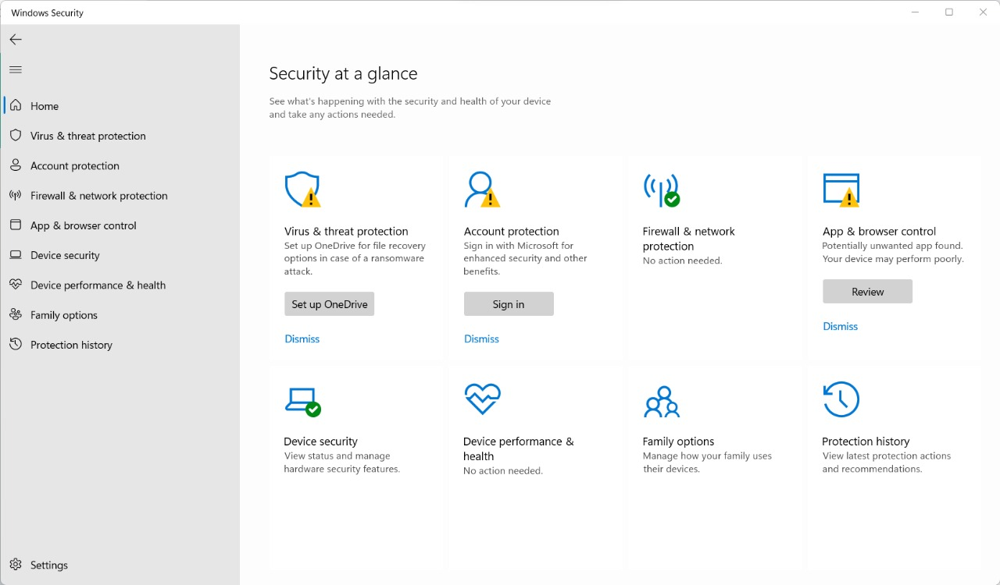 Windows Security
Home
Virus & threat protection
Account protection
Firewall & network protection
App & browser control
Device security
Device performance & health
Family options
Protection history
Settings
Security at a glance
See what's happening with the security and health of your device
and take any actions needed.
Virus & threat protection
Set up OneDrive for file recovery
options in case of a ransomware
attack.
Set up OneDrive
Dismiss
Account protection
Sign in with Microsoft for
enhanced security and other
benefits.
Sign in
Dismiss
Firewall & network
protection
No action needed.
App & browser control
Potentially unwanted app found.
Your device may perform poorly.
Review
Dismiss
Device security
View status and manage
hardware security features.
Device performance &
health
No action needed.
Family options
Manage how your family uses
their devices.
Protection history
View latest protection actions
and recommendations.